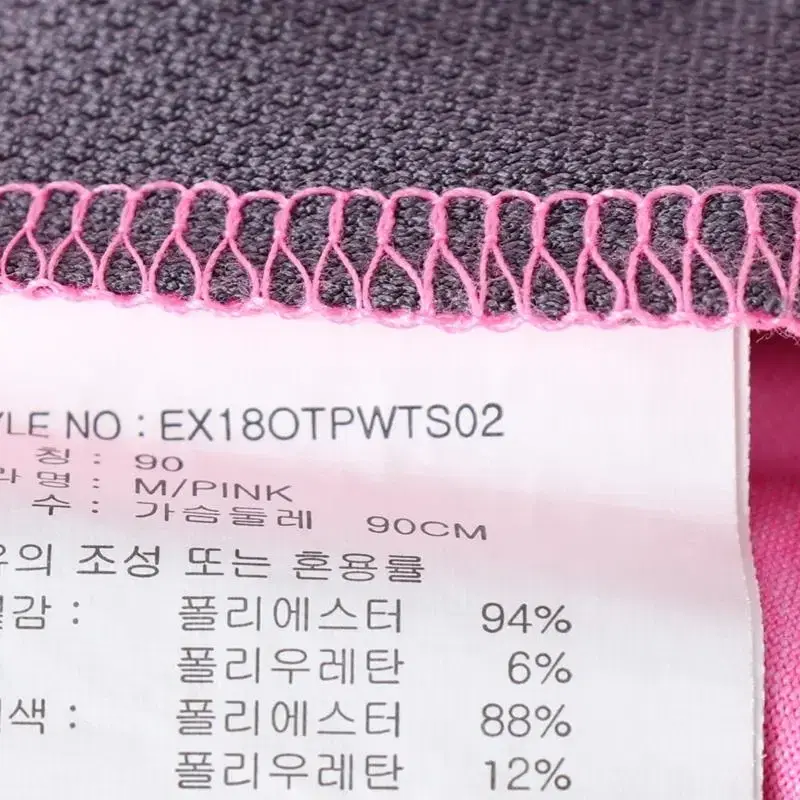 YLE NO : EX18OTPWTS02
칭 : 90
명 : M/PINK
수 : 가슴둘레 90CM
의 조성 또는 혼용률
감 : 폴리에스터 94%
폴리우레탄 6%
색 : 폴리에스터 88%
폴리우레탄 12%